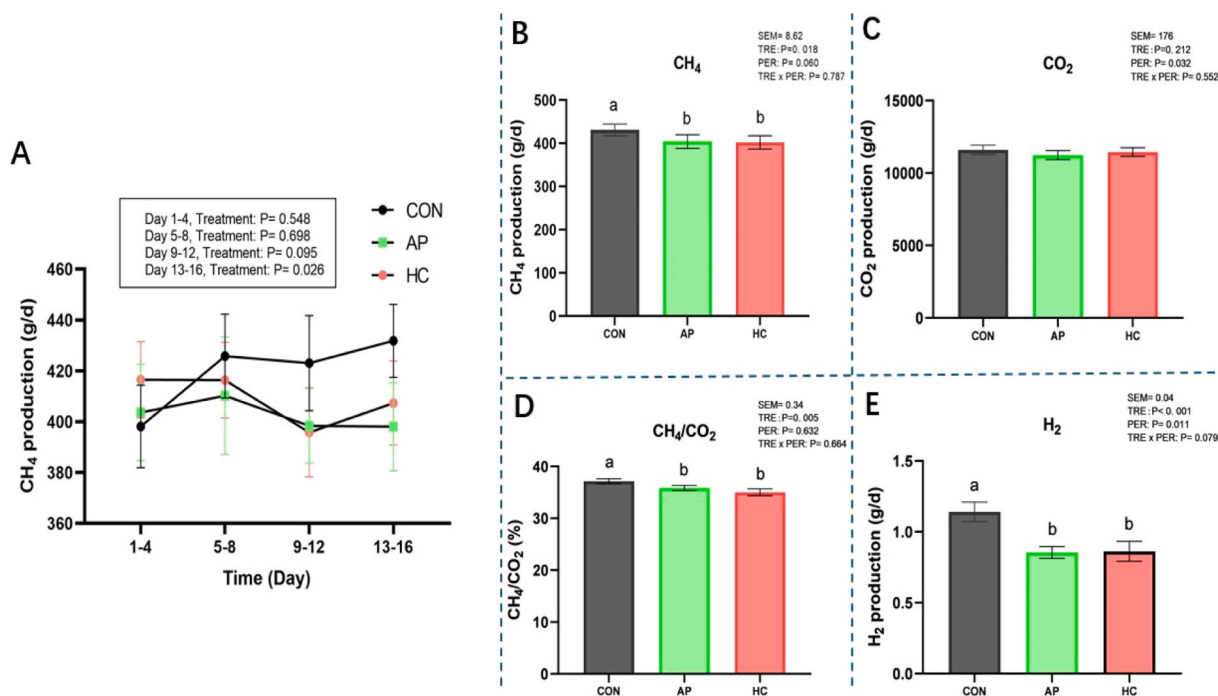 A
Day 1-4, Treatment: P= 0.548
Day 5-8, Treatment: P= 0.698
Day 9-12, Treatment: P= 0.095
Day 13-16, Treatment: P= 0.026
CON
AP
HC
CH₄ production (g/d)
460
440
420
400
380
360
1-4
5-8
9-12
13-16
Time (Day)
B
CH₄
SEM= 8.62
TRE: P=0. 018
PER: P= 0.060
TRE x PER: P= 0.787
CH₄ production (g/d)
500
400
300
200
100
0
a
b
b
CON
AP
HC
C
CO₂
SEM= 176
TRE: P=0. 212
PER: P= 0.032
TRE x PER: P= 0.552
CO₂ production (g/d)
15000
10000
5000
0
CON
AP
HC
D
CH₄/CO₂
SEM= 0.34
TRE: P=0. 005
PER: P= 0.632
TRE x PER: P= 0.664
CH₄/CO₂ (%)
40
30
20
10
0
a
b
b
CON
AP
HC
E
H₂
SEM= 0.04
TRE: P< 0. 001
PER: P= 0.011
TRE x PER: P= 0.079
H₂ production (g/d)
1.5
1.0
0.5
0.0
a
b
b
CON
AP
HC